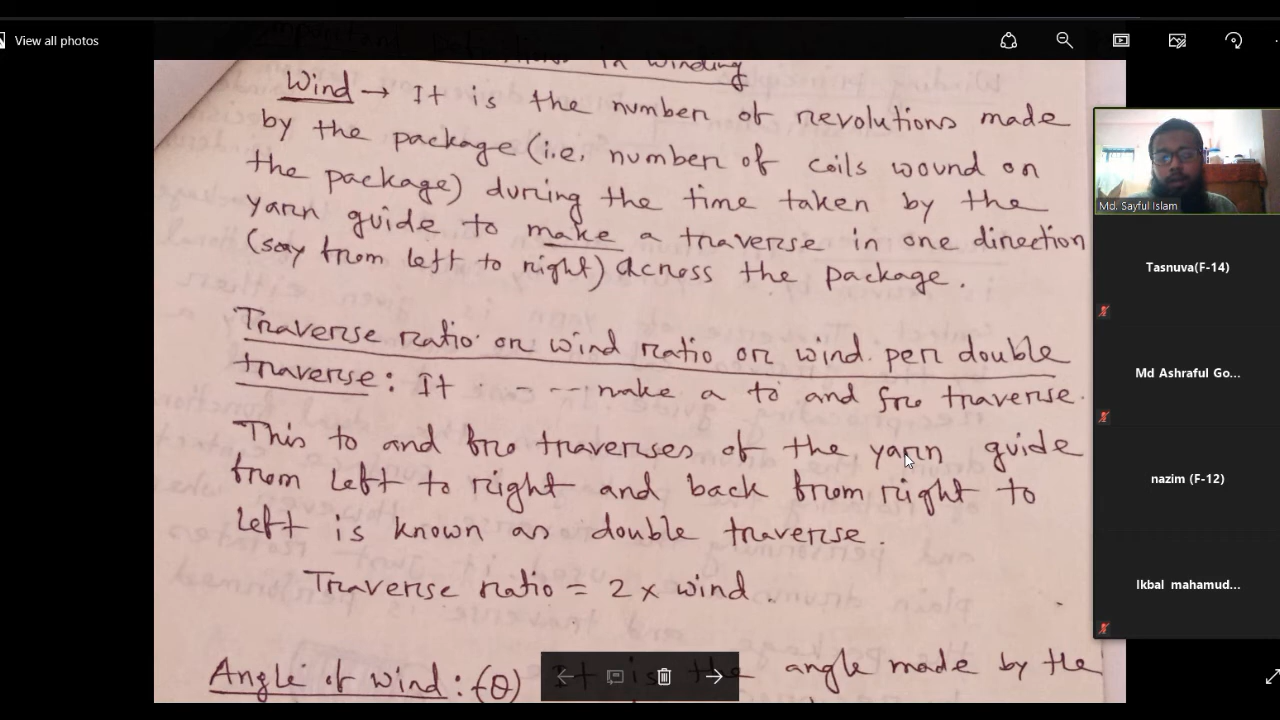 View all photos
in winding
Wind → It is the number of revolutions made
by the package (i.e. number of coils wound on
the package) during the time taken by the
yarn guide to make a traverse in one direction
(say from left to right) across the package.
Traverse ratio or wind ratio or wind per double
traverse: It - - -- make a to and fro traverse.
This to and fro traverses of the yarn guide
from left to right and back from right to
left is known as double traverse.
Traverse ratio = 2 x wind.
Angle of wind: (θ) It is the angle made by the
Md. Sayful Islam
Tasnuva(F-14)
Md Ashraful Go...
nazim (F-12)
Ikbal mahamud...